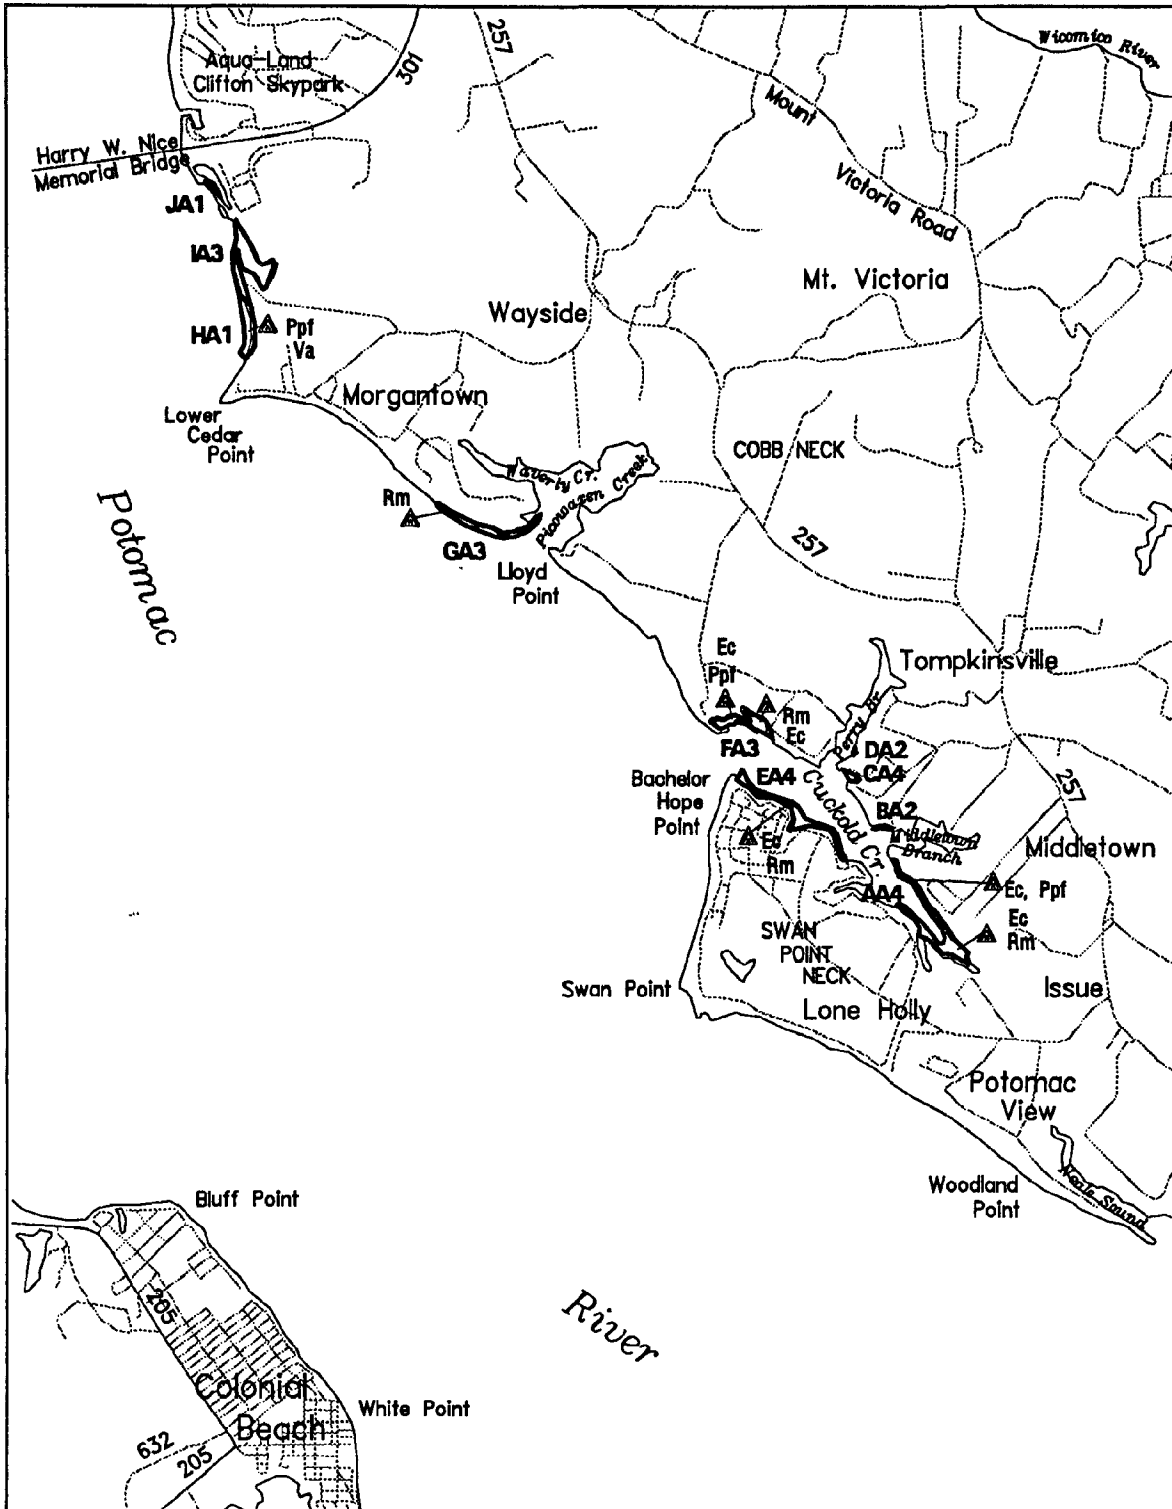 Wicomico River
257
Aqua-Land
Clifton Skypark
301
Mount
Victoria Road
Harry W. Nice
Memorial Bridge
JA1
IA3
Mt. Victoria
Wayside
HA1
Ppf
Va
Morgantown
Lower
Cedar
Point
COBB NECK
Waverly Cr.
Piccowaxen Creek
Rm
GA3
257
Potomac
Lloyd
Point
Ec
Ppf
Tompkinsville
Perry Br
Rm
Ec
FA3
DA2
CA4
Bachelor
Hope
Point
EA4
Cuckold Cr.
257
BA2
Middletown
Branch
Middletown
Ec
Rm
AA4
Ec, Ppf
Ec
Rm
SWAN
POINT
NECK
Swan Point
Issue
Lone Holly
Potomac
View
Woodland
Point
Neale Sound
Bluff Point
205
River
Colonial
Beach
White Point
632
205